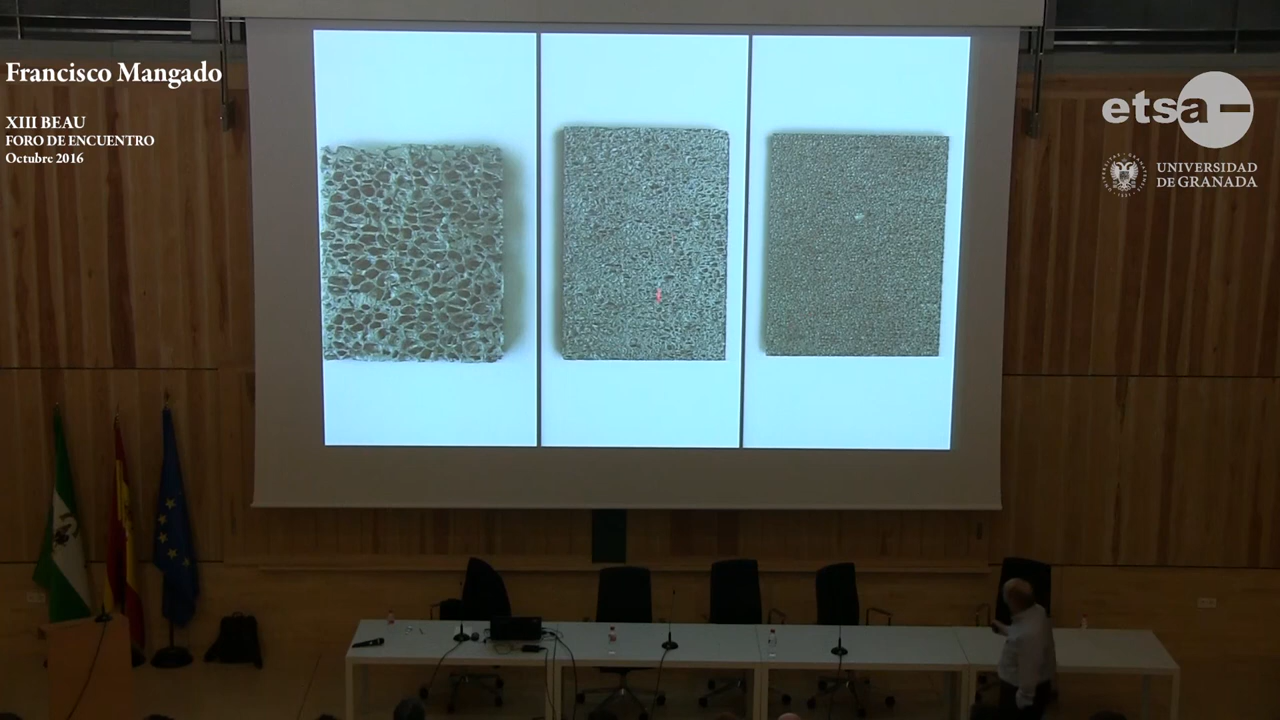 Francisco Mangado
XIII BEAU
FORO DE ENCUENTRO
Octubre 2016
etsa
UNIVERSIDAD
DE GRANADA